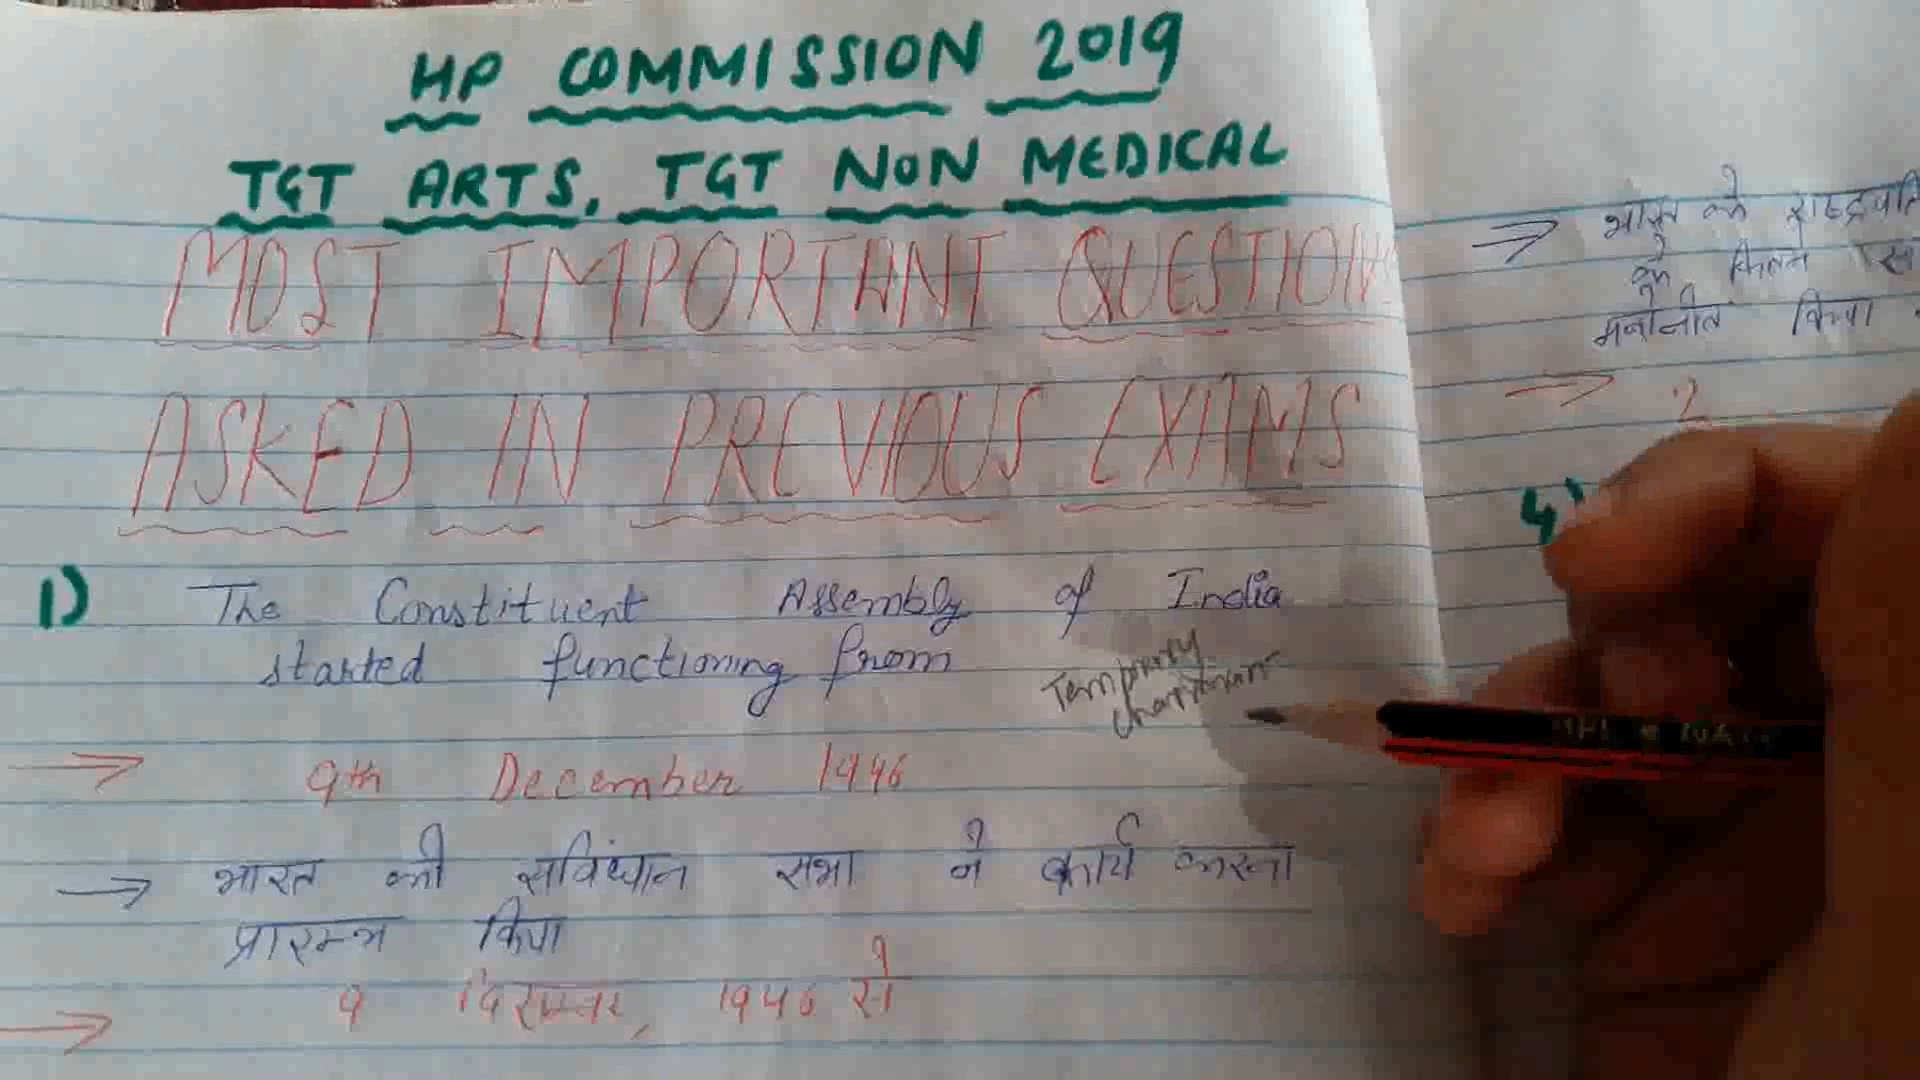 HP COMMISSION 2019
TGT ARTS, TGT NON MEDICAL
MOST IMPORTANT QUESTIONS
ASKED IN PREVIOUS EXAMS
1) The Constituent Assembly of India
started functioning from
Temporary
chairman-
9th December 1946
भारत की सविंधान सभा ने कार्य करना
प्रारम्भ किया
9 दिसम्बर, 1946 से
भारत के राष्ट्रपति
के कितने
मनोनीत किया
2
4)